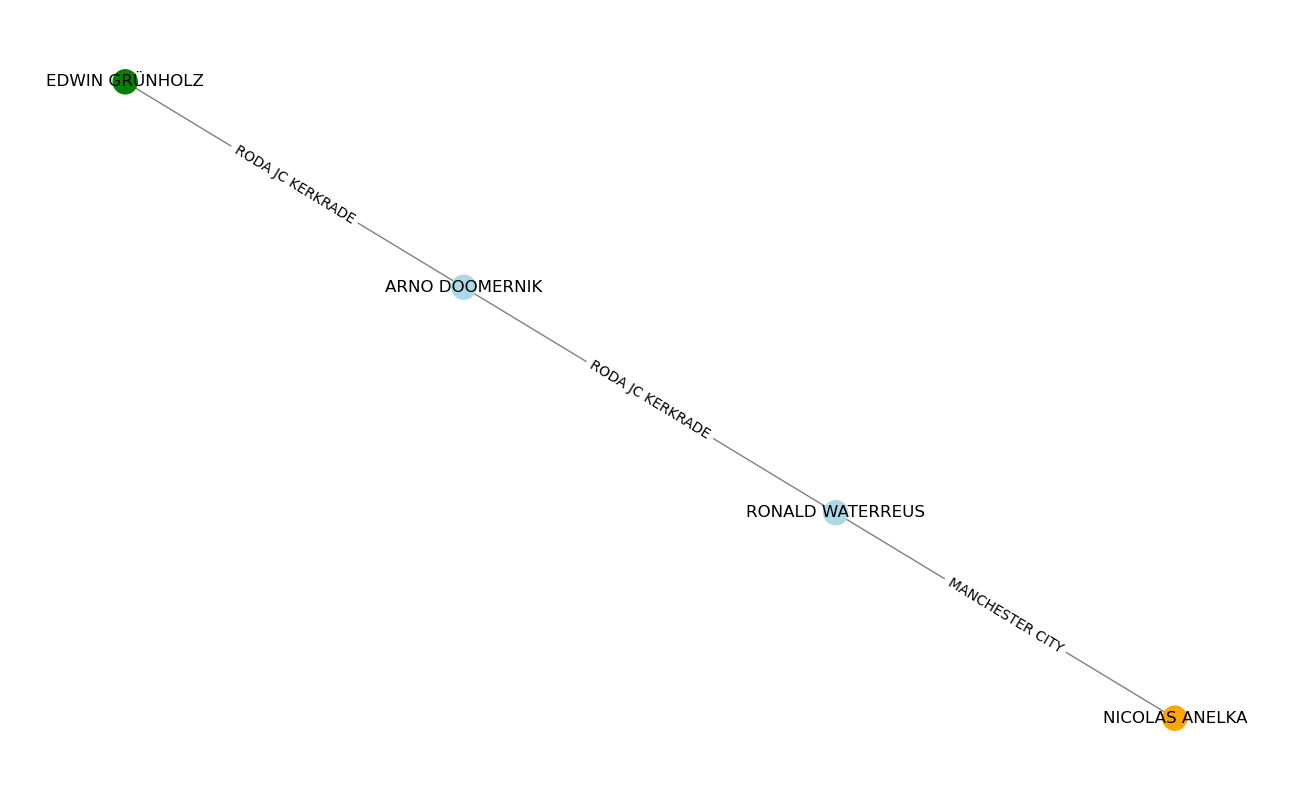 EDWIN GRÜNHOLZ
RODA JC KERKRADE
ARNO DOOMERNIK
RODA JC KERKRADE
RONALD WATERREUS
MANCHESTER CITY
NICOLAS ANELKA